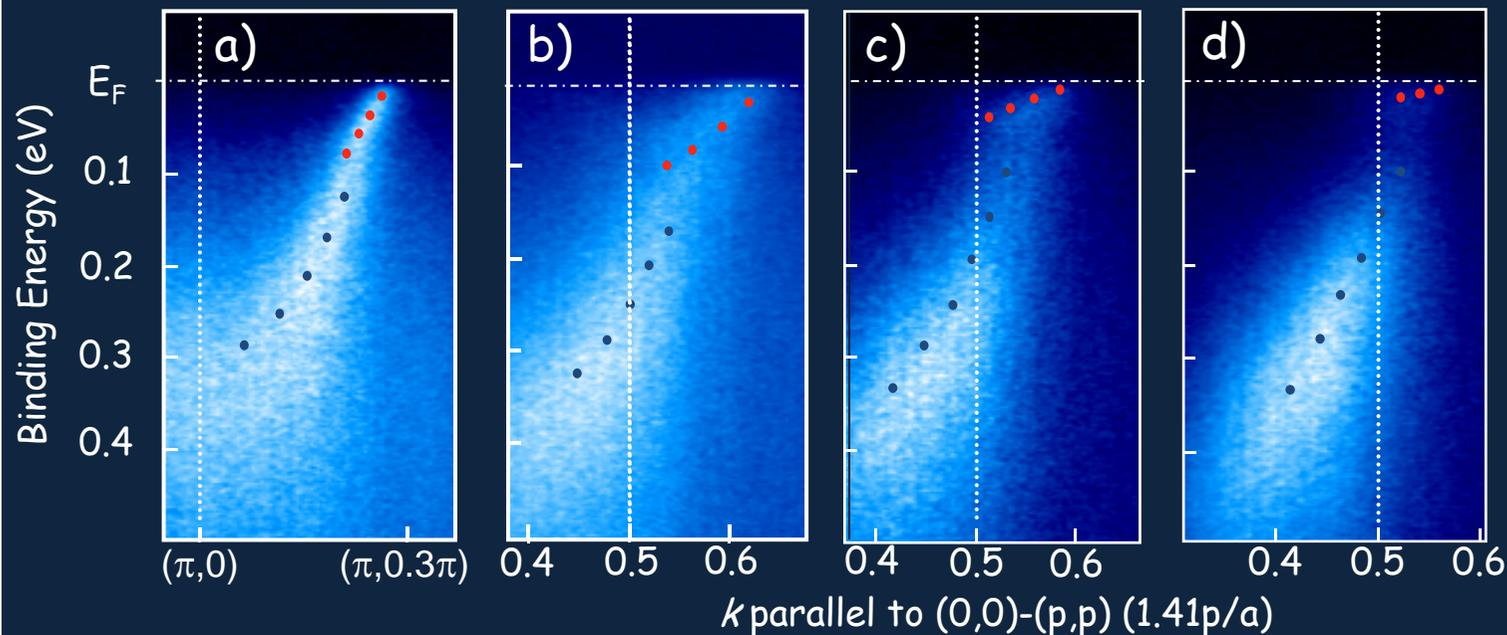 a) b) c) d)
E_F
0.1
0.2
0.3
0.4
Binding Energy (eV)
(π,0) (π,0.3π) 0.4 0.5 0.6 0.4 0.5 0.6 0.4 0.5 0.6
k parallel to (0,0)-(p,p) (1.41p/a)